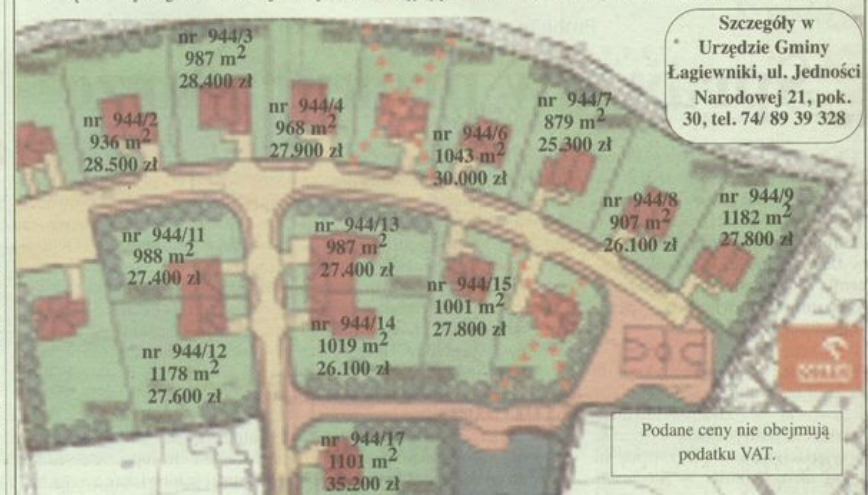 nr 944/3
987 m²
28.400 zł
nr 944/2
936 m²
28.500 zł
nr 944/4
968 m²
27.900 zł
nr 944/6
1043 m²
30.000 zł
nr 944/7
879 m²
25.300 zł
nr 944/8
907 m²
26.100 zł
nr 944/9
1182 m²
27.800 zł
Szczegóły w
Urzędzie Gminy
Łagiewniki, ul. Jedności
Narodowej 21, pok.
30, tel. 74/ 89 39 328
nr 944/11
988 m²
27.400 zł
nr 944/13
987 m²
27.400 zł
nr 944/15
1001 m²
27.800 zł
nr 944/12
1178 m²
27.600 zł
nr 944/14
1019 m²
26.100 zł
nr 944/17
1101 m²
35.200 zł
ORLEN
Podane ceny nie obejmują
podatku VAT.